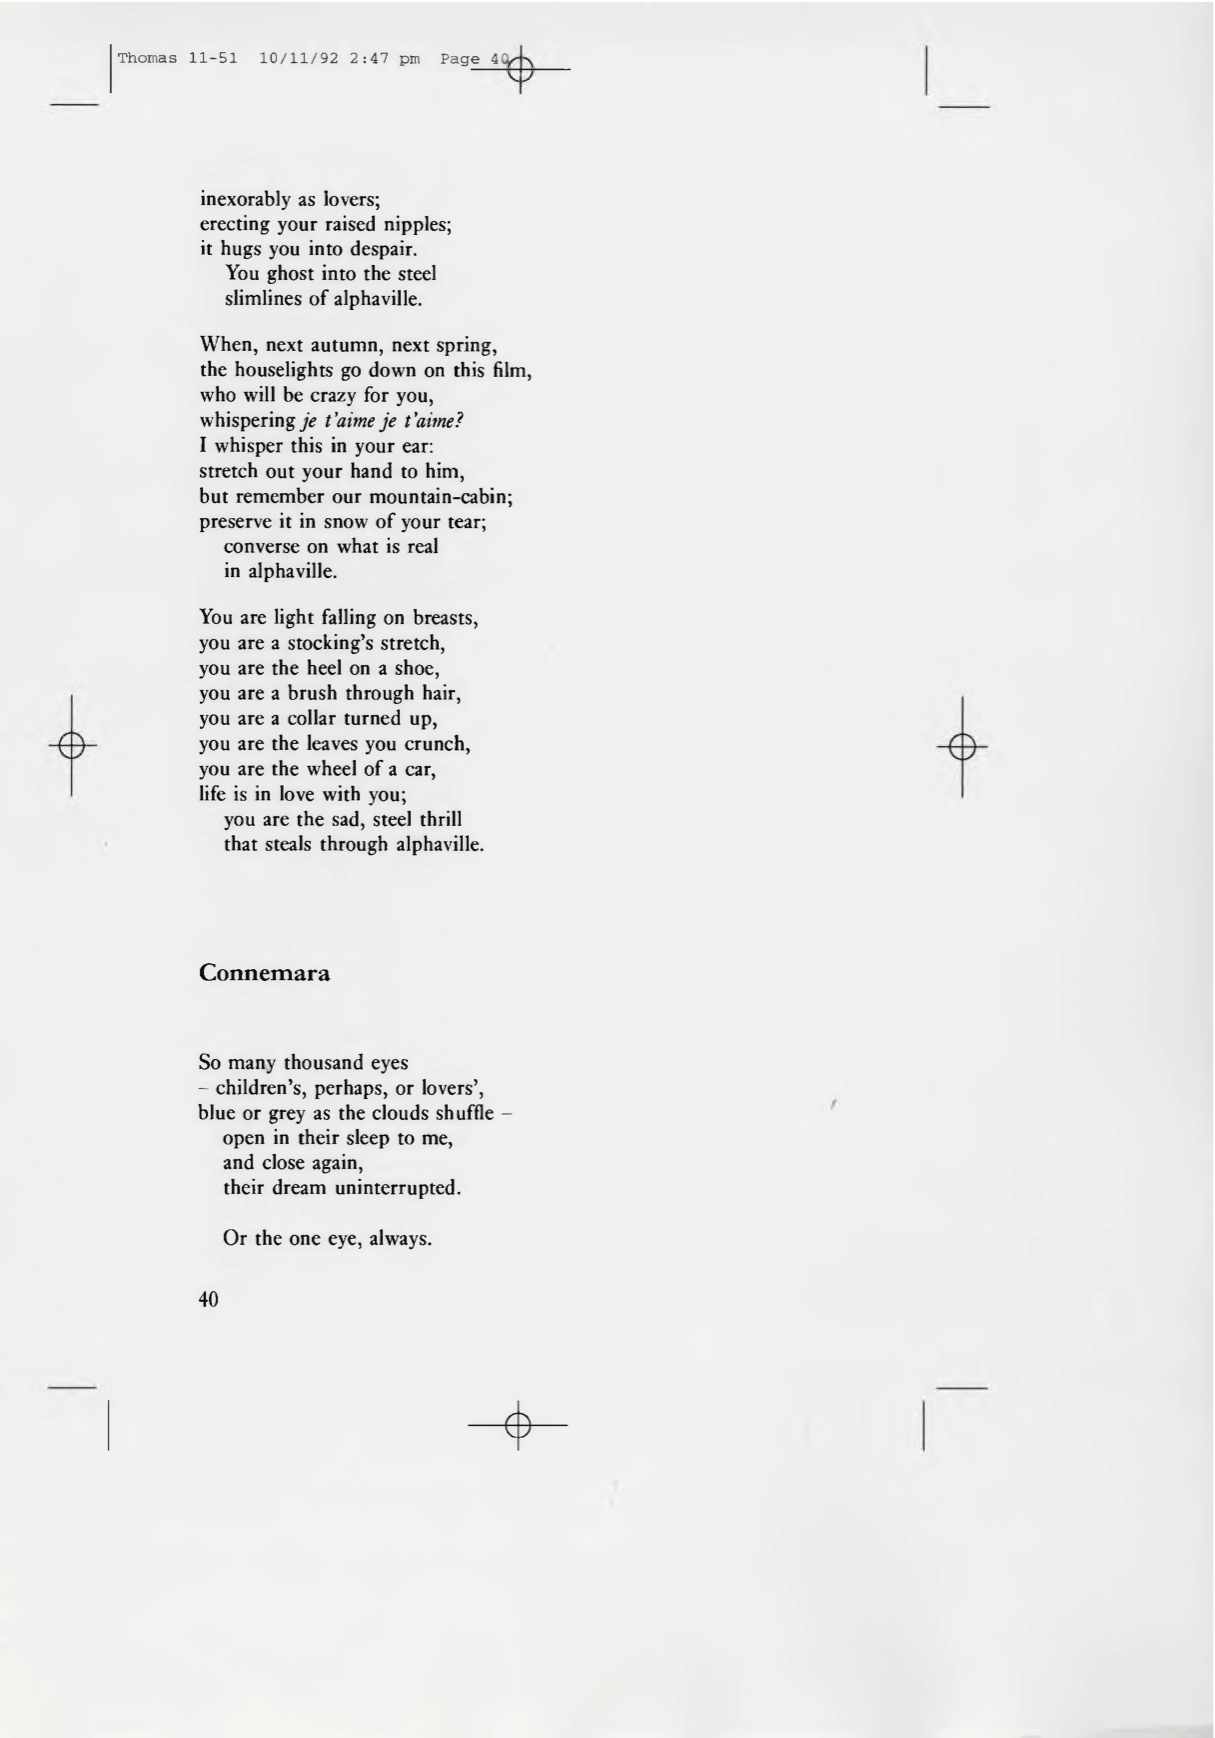 Thomas 11-51  10/11/92 2:47 pm  Page 40
inexorably as lovers;
erecting your raised nipples;
it hugs you into despair.
You ghost into the steel
slimlines of alphaville.
When, next autumn, next spring,
the houselights go down on this film,
who will be crazy for you,
whispering je t'aime je t'aime?
I whisper this in your ear:
stretch out your hand to him,
but remember our mountain-cabin;
preserve it in snow of your tear;
converse on what is real
in alphaville.
You are light falling on breasts,
you are a stocking's stretch,
you are the heel on a shoe,
you are a brush through hair,
you are a collar turned up,
you are the leaves you crunch,
you are the wheel of a car,
life is in love with you;
you are the sad, steel thrill
that steals through alphaville.
Connemara
So many thousand eyes
– children's, perhaps, or lovers',
blue or grey as the clouds shuffle –
open in their sleep to me,
and close again,
their dream uninterrupted.
Or the one eye, always.
40